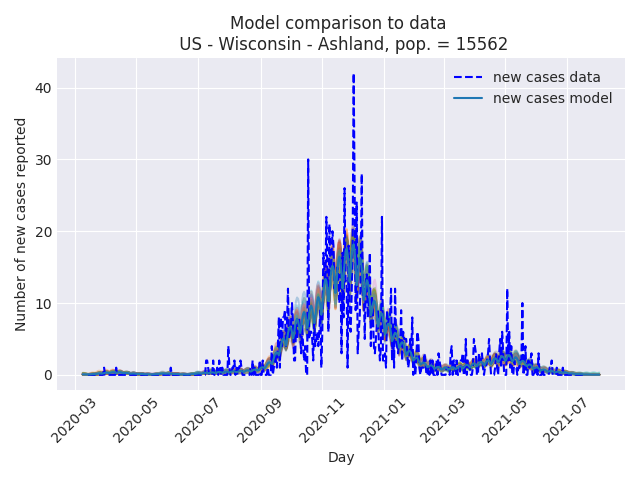 Model comparison to data
US - Wisconsin - Ashland, pop. = 15562
new cases data
new cases model
Number of new cases reported
40
30
20
10
0
2020-03
2020-05
2020-07
2020-09
2020-11
2021-01
2021-03
2021-05
2021-07
Day